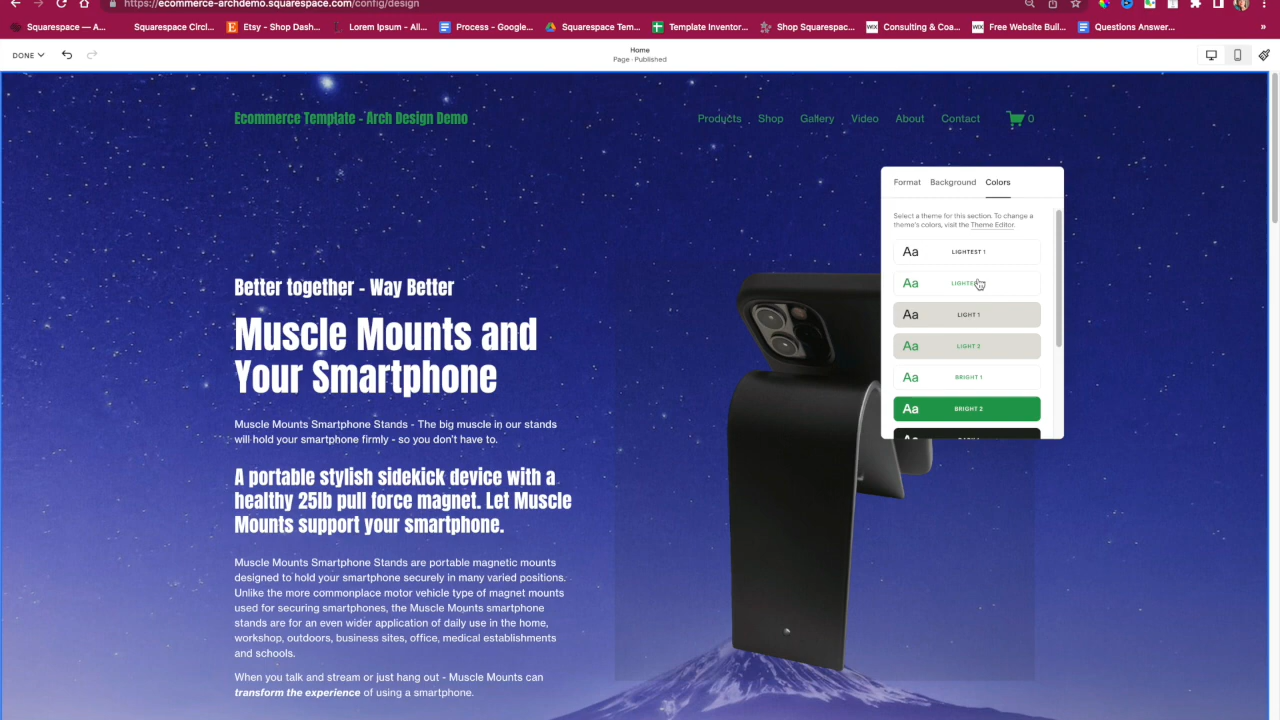 https://ecommerce-archdemo.squarespace.com/config/design
Squarespace — A...
Squarespace Circl...
Etsy - Shop Dash...
Lorem Ipsum - All...
Process - Google...
Squarespace Tem...
Template Inventor...
Shop Squarespac...
WIX
Consulting & Coa...
WIX
Free Website Buil...
Questions Answer...
»
DONE
Home
Page · Published
Ecommerce Template - Arch Design Demo
Products
Shop
Gallery
Video
About
Contact
0
Format
Background
Colors
Select a theme for this section. To change a
theme's colors, visit the Theme Editor.
Aa LIGHTEST 1
Aa
Aa LIGHT 1
Aa LIGHT 2
Aa BRIGHT 1
Aa BRIGHT 2
Better together - Way Better
Muscle Mounts and
Your Smartphone
Muscle Mounts Smartphone Stands - The big muscle in our stands
will hold your smartphone firmly - so you don't have to.
A portable stylish sidekick device with a
healthy 25lb pull force magnet. Let Muscle
Mounts support your smartphone.
Muscle Mounts Smartphone Stands are portable magnetic mounts
designed to hold your smartphone securely in many varied positions.
Unlike the more commonplace motor vehicle type of magnet mounts
used for securing smartphones, the Muscle Mounts smartphone
stands are for an even wider application of daily use in the home,
workshop, outdoors, business sites, office, medical establishments
and schools.
When you talk and stream or just hang out - Muscle Mounts can
transform the experience of using a smartphone.